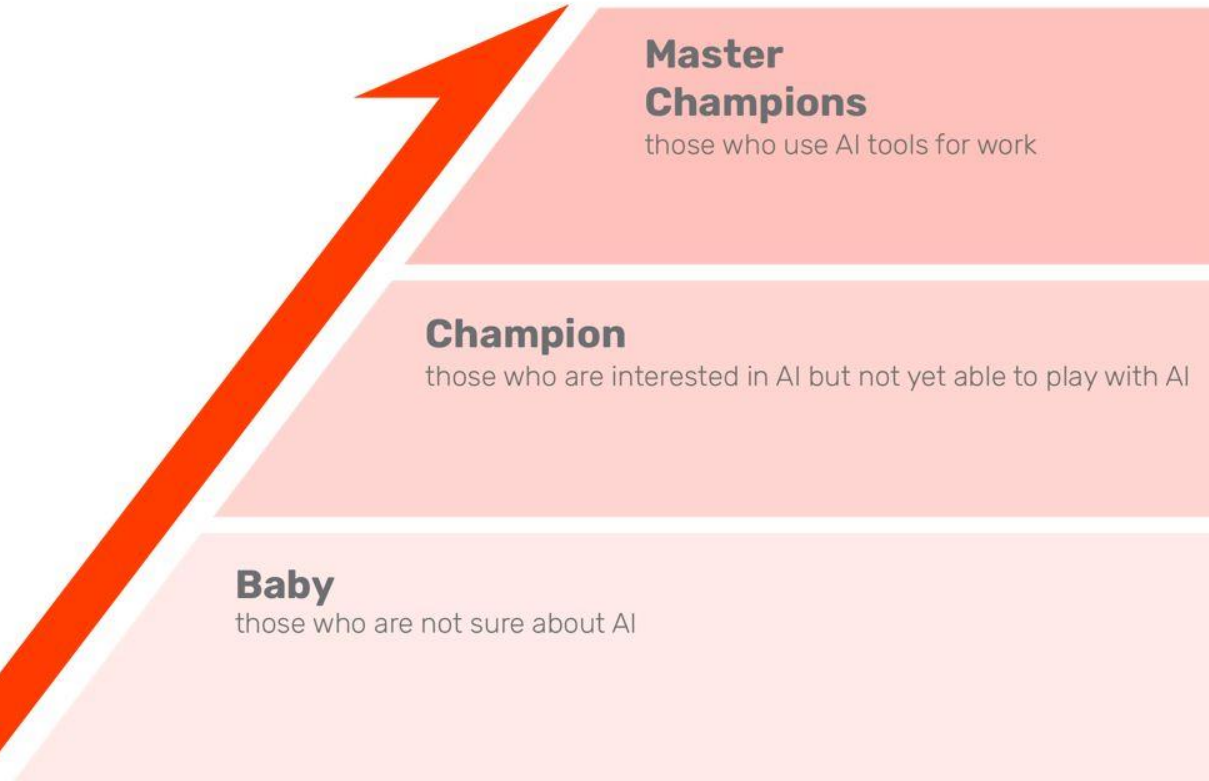 Master
Champions
those who use AI tools for work
Champion
those who are interested in AI but not yet able to play with AI
Baby
those who are not sure about AI